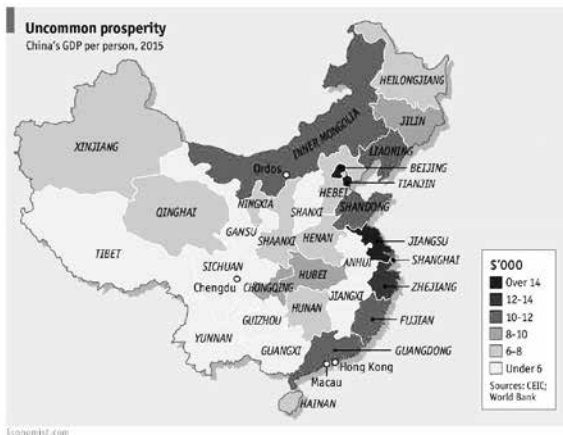 Uncommon prosperity
China's GDP per person, 2015
HEILONGJIANG
JILIN
XINJIANG
INNER MONGOLIA
LIAONING
BEIJING
Ordos
TIANJIN
HEBEI
NINGXIA
SHANXI
SHANDONG
QINGHAI
GANSU
SHAANXI
HENAN
JIANGSU
TIBET
ANHUI
SHANGHAI
SICHUAN
HUBEI
Chengdu
CHONGQING
ZHEJIANG
HUNAN
JIANGXI
GUIZHOU
FUJIAN
YUNNAN
GUANGXI
GUANGDONG
Hong Kong
Macau
HAINAN
$'000
Over 14
12-14
10-12
8-10
6-8
Under 6
Sources: CEIC;
World Bank
Economist.com